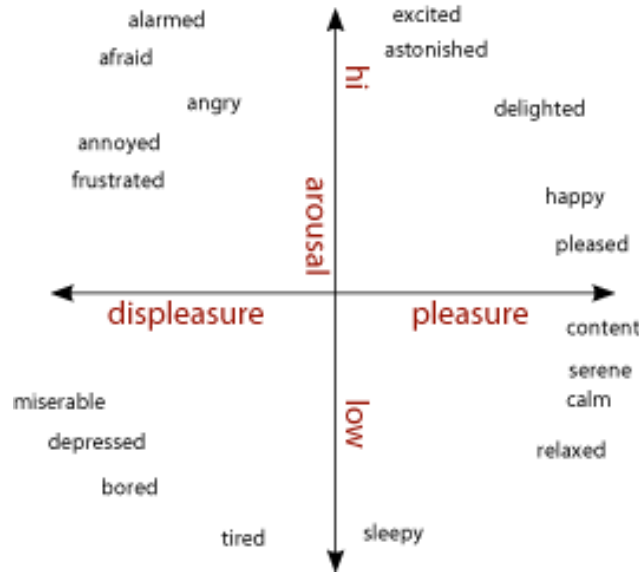 alarmed
excited
afraid
astonished
hi
angry
delighted
annoyed
frustrated
arousal
happy
pleased
displeasure
pleasure
content
serene
calm
miserable
low
depressed
relaxed
bored
tired
sleepy